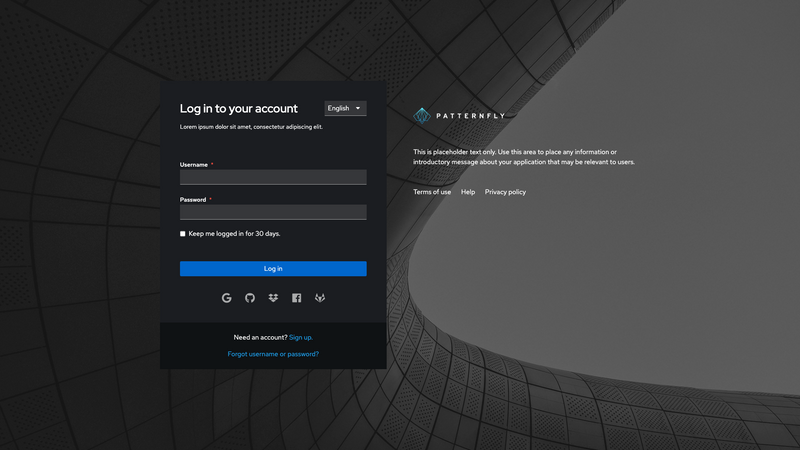 Log in to your account
English
Lorem ipsum dolor sit amet, consectetur adipiscing elit.
Username *
Password *
Keep me logged in for 30 days.
Log in
Need an account? Sign up.
Forgot username or password?
PATTERNFLY
This is placeholder text only. Use this area to place any information or
introductory message about your application that may be relevant to users.
Terms of use Help Privacy policy